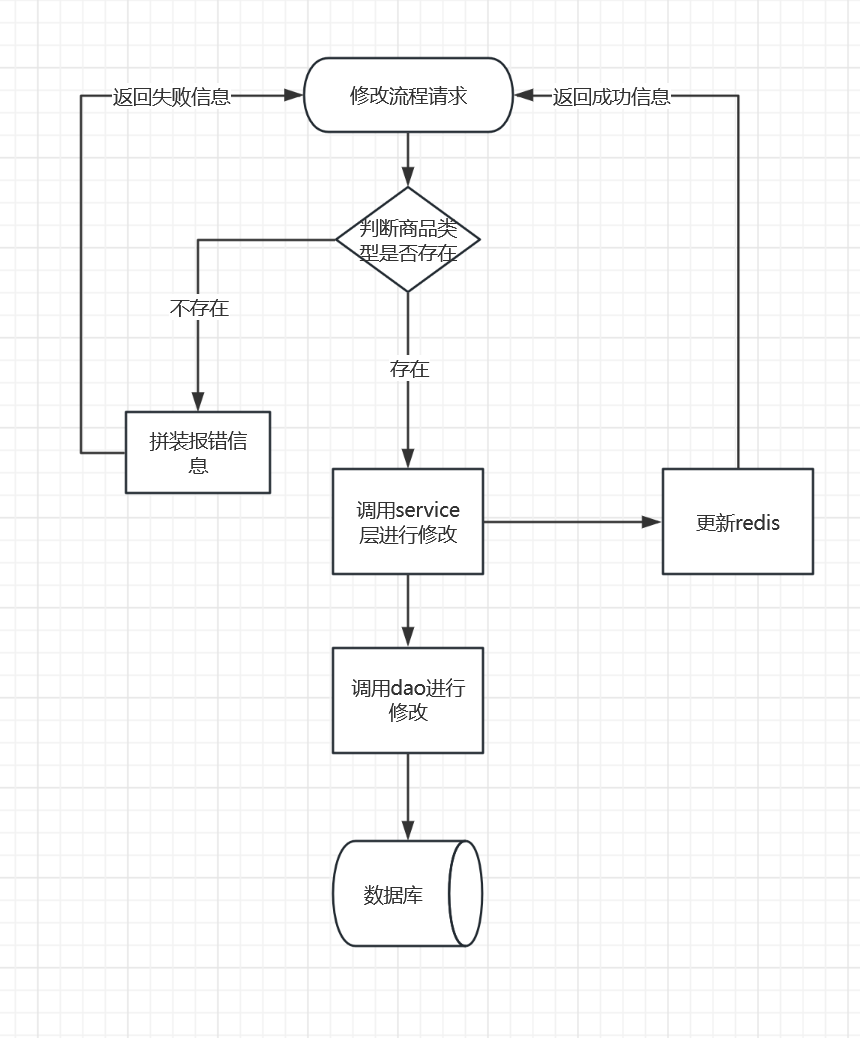 返回失败信息
修改流程请求
返回成功信息
判断商品类
型是否存在
不存在
存在
拼装报错信
息
调用service
层进行修改
更新redis
调用dao进行
修改
数据库